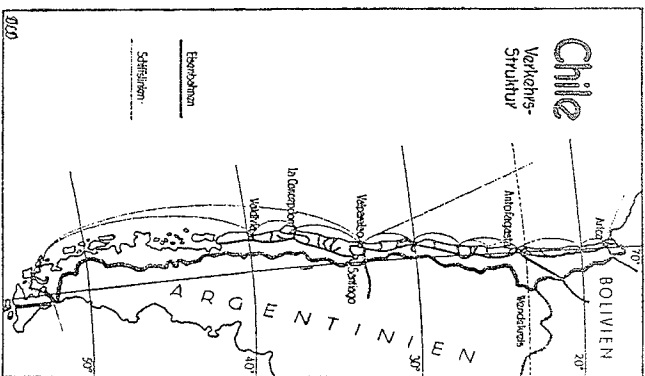 Chile
Verkehrs-
Struktur
Eisenbahnen
Schiffslinien
Arica
Antofagasta
Valparaiso
La Concepcion
Valdivia
Santiago
Wendekreis
BOLIVIEN
ARGENTINIEN
70°
20°
30°
40°
50°